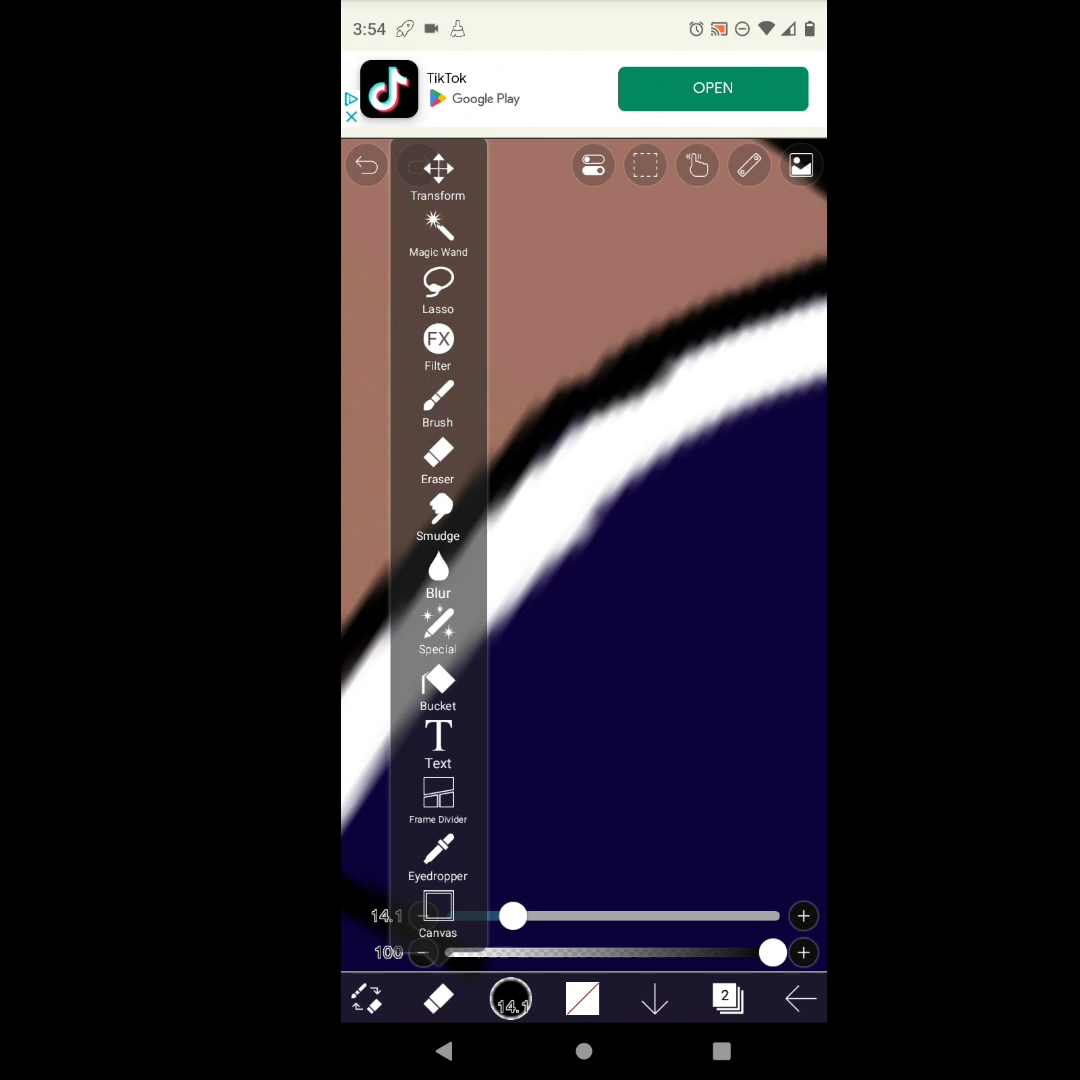 3:54
TikTok
Google Play
OPEN
Transform
Magic Wand
Lasso
FX
Filter
Brush
Eraser
Smudge
Blur
Special
Bucket
T
Text
Frame Divider
Eyedropper
14.1
Canvas
100
14.1
2